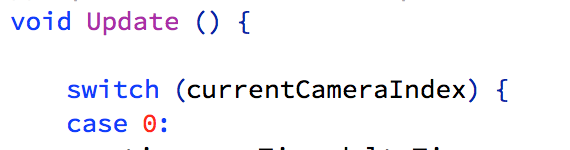 void Update () {
switch (currentCameraIndex) {
case 0: